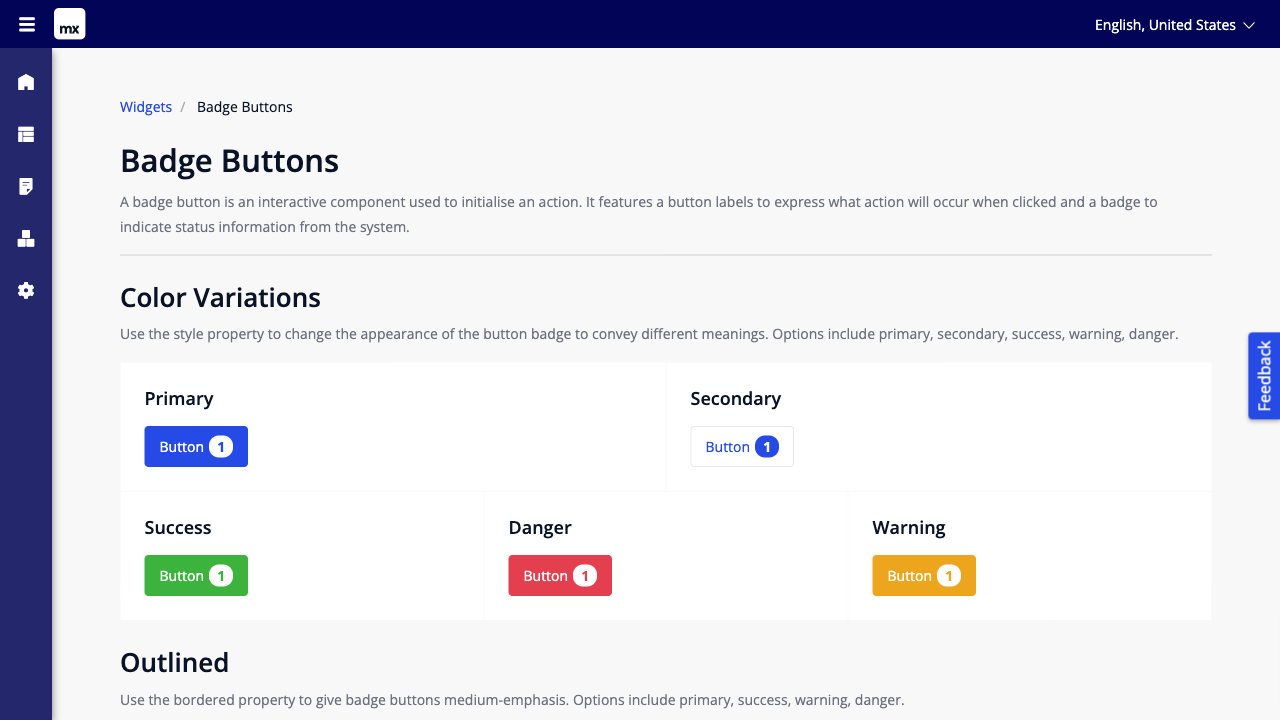 mx
English, United States
Widgets / Badge Buttons
Badge Buttons
A badge button is an interactive component used to initialise an action. It features a button labels to express what action will occur when clicked and a badge to
indicate status information from the system.
Color Variations
Use the style property to change the appearance of the button badge to convey different meanings. Options include primary, secondary, success, warning, danger.
Feedback
Primary
Secondary
Button 1
Button 1
Success
Danger
Warning
Button 1
Button 1
Button 1
Outlined
Use the bordered property to give badge buttons medium-emphasis. Options include primary, success, warning, danger.